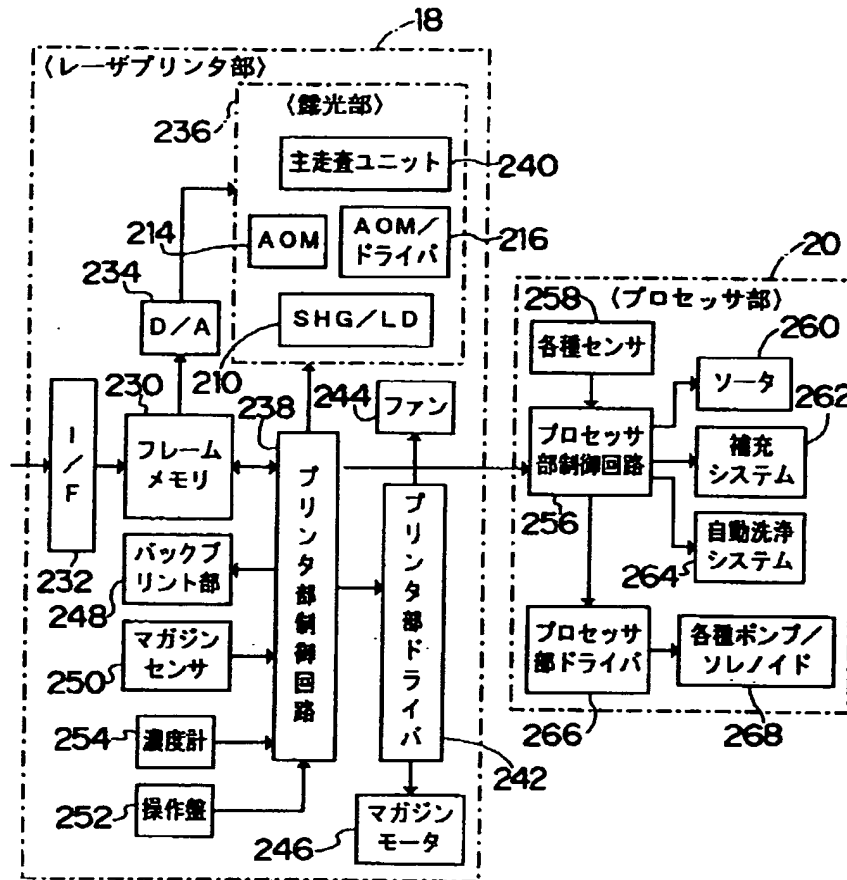 18
〈レーザプリンタ部〉
236
〈露光部〉
主走査ユニット
240
214
AOM
AOM/
ドライバ
216
234
D/A
SHG/LD
210
230
フレーム
メモリ
I/F
232
238
プリンタ部制御回路
244
ファン
バックプ
リント部
248
マガジン
センサ
250
254
濃度計
252
操作盤
プリンタ部ドライバ
242
246
マガジン
モータ
20
〈プロセッサ部〉
258
各種センサ
260
ソータ
プロセッサ
部制御回路
256
262
補充
システム
自動洗浄
システム
264
プロセッサ
部ドライバ
266
各種ポンプ/
ソレノイド
268